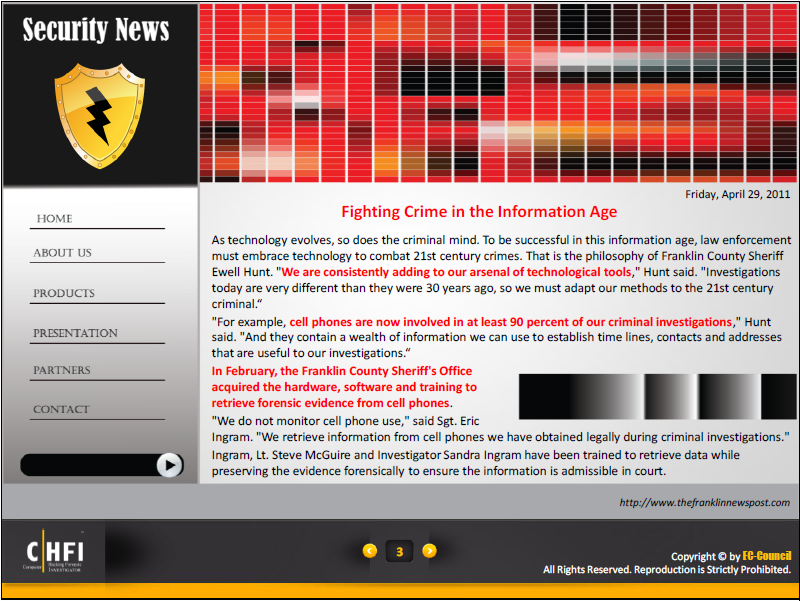 Security News
HOME
ABOUT US
PRODUCTS
PRESENTATION
PARTNERS
CONTACT
Friday, April 29, 2011
Fighting Crime in the Information Age
As technology evolves, so does the criminal mind. To be successful in this information age, law enforcement
must embrace technology to combat 21st century crimes. That is the philosophy of Franklin County Sheriff
Ewell Hunt. "We are consistently adding to our arsenal of technological tools," Hunt said. "Investigations
today are very different than they were 30 years ago, so we must adapt our methods to the 21st century
criminal.“
"For example, cell phones are now involved in at least 90 percent of our criminal investigations," Hunt
said. "And they contain a wealth of information we can use to establish time lines, contacts and addresses
that are useful to our investigations.“
In February, the Franklin County Sheriff's Office
acquired the hardware, software and training to
retrieve forensic evidence from cell phones.
"We do not monitor cell phone use," said Sgt. Eric
Ingram. "We retrieve information from cell phones we have obtained legally during criminal investigations."
Ingram, Lt. Steve McGuire and Investigator Sandra Ingram have been trained to retrieve data while
preserving the evidence forensically to ensure the information is admissible in court.
http://www.thefranklinnewspost.com
CHFI
Computer Hacking Forensic
INVESTIGATOR
3
Copyright © by EC-Council
All Rights Reserved. Reproduction is Strictly Prohibited.